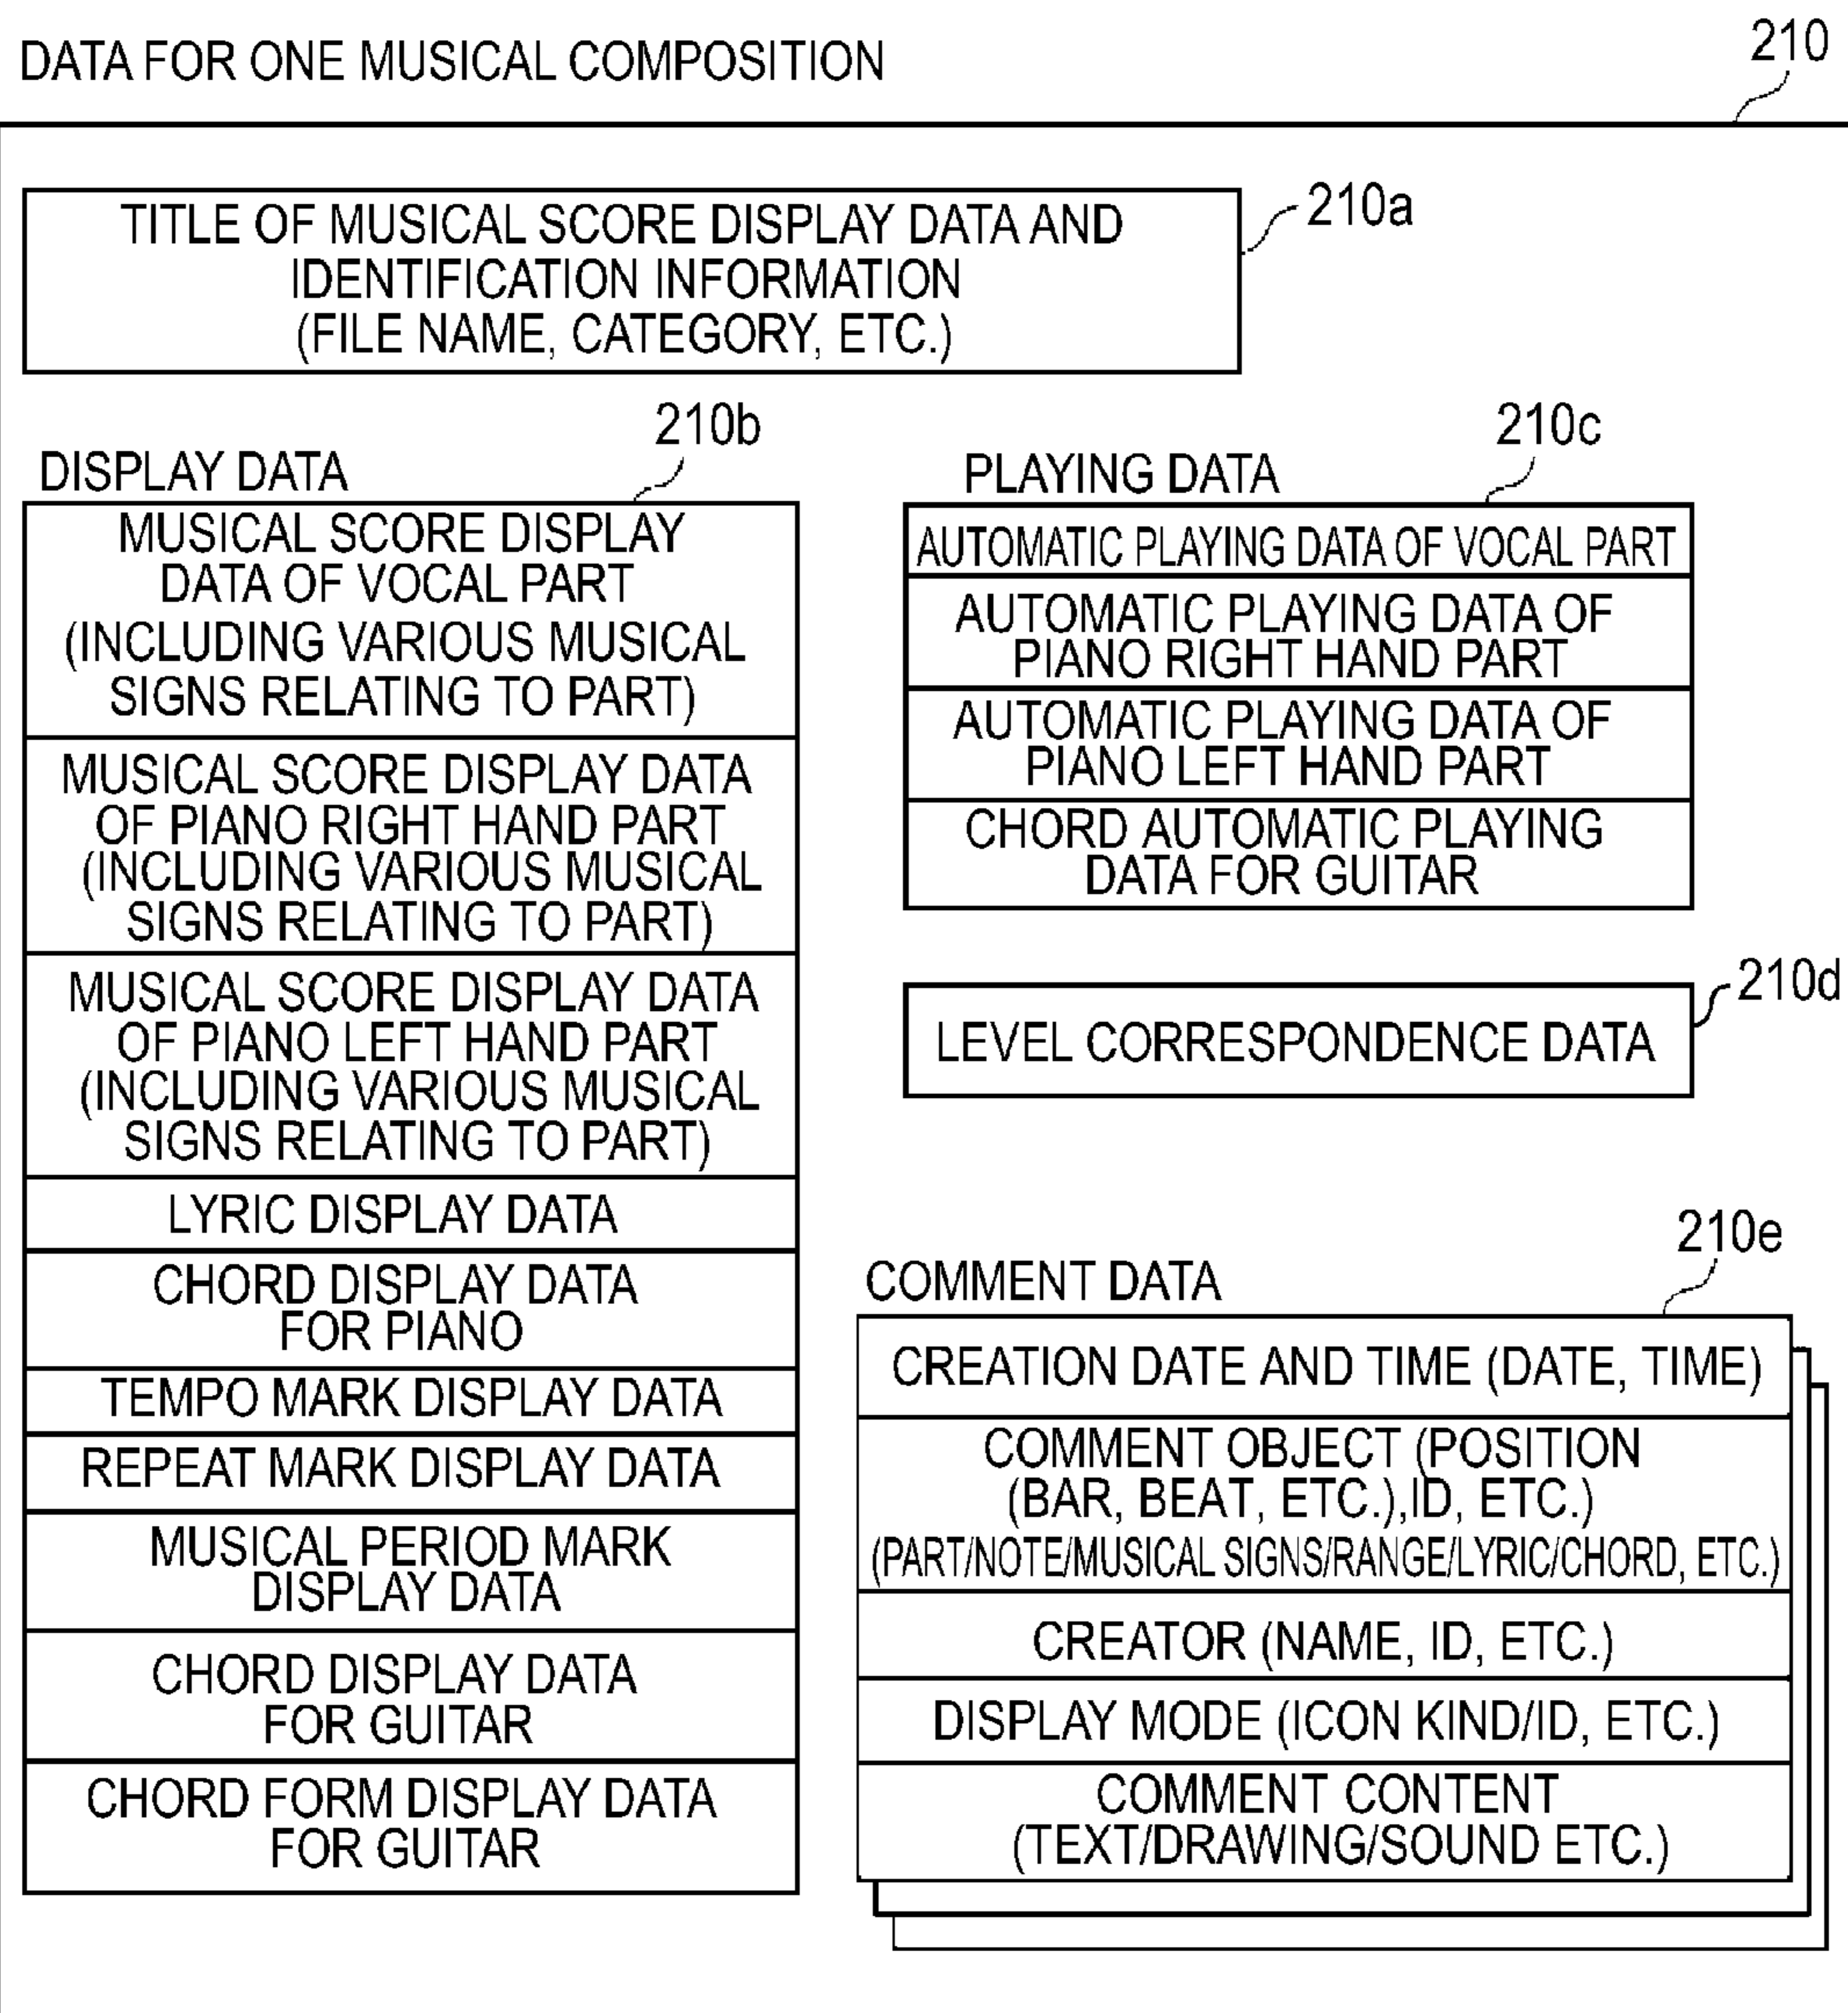 DATA FOR ONE MUSICAL COMPOSITION
210
TITLE OF MUSICAL SCORE DISPLAY DATA AND
IDENTIFICATION INFORMATION
(FILE NAME, CATEGORY, ETC.)
210a
210b
DISPLAY DATA
MUSICAL SCORE DISPLAY
DATA OF VOCAL PART
(INCLUDING VARIOUS MUSICAL
SIGNS RELATING TO PART)
MUSICAL SCORE DISPLAY DATA
OF PIANO RIGHT HAND PART
(INCLUDING VARIOUS MUSICAL
SIGNS RELATING TO PART)
MUSICAL SCORE DISPLAY DATA
OF PIANO LEFT HAND PART
(INCLUDING VARIOUS MUSICAL
SIGNS RELATING TO PART)
LYRIC DISPLAY DATA
CHORD DISPLAY DATA
FOR PIANO
TEMPO MARK DISPLAY DATA
REPEAT MARK DISPLAY DATA
MUSICAL PERIOD MARK
DISPLAY DATA
CHORD DISPLAY DATA
FOR GUITAR
CHORD FORM DISPLAY DATA
FOR GUITAR
210c
PLAYING DATA
AUTOMATIC PLAYING DATA OF VOCAL PART
AUTOMATIC PLAYING DATA OF
PIANO RIGHT HAND PART
AUTOMATIC PLAYING DATA OF
PIANO LEFT HAND PART
CHORD AUTOMATIC PLAYING
DATA FOR GUITAR
210d
LEVEL CORRESPONDENCE DATA
210e
COMMENT DATA
CREATION DATE AND TIME (DATE, TIME)
COMMENT OBJECT (POSITION
(BAR, BEAT, ETC.),ID, ETC.)
(PART/NOTE/MUSICAL SIGNS/RANGE/LYRIC/CHORD, ETC.)
CREATOR (NAME, ID, ETC.)
DISPLAY MODE (ICON KIND/ID, ETC.)
COMMENT CONTENT
(TEXT/DRAWING/SOUND ETC.)